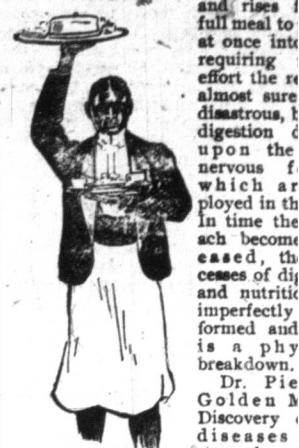 and rises f
full meal to
at once into
requiring
effort the re
almost sure
disastrous, b
digestion d
upon the
nervous f
which ar
ployed in th
In time the
ach become
eased, the
cesses of dig
and nutritio
imperfectly
formed and
is a phy
breakdown.
Dr. Pie
Golden M
Discovery
diseases